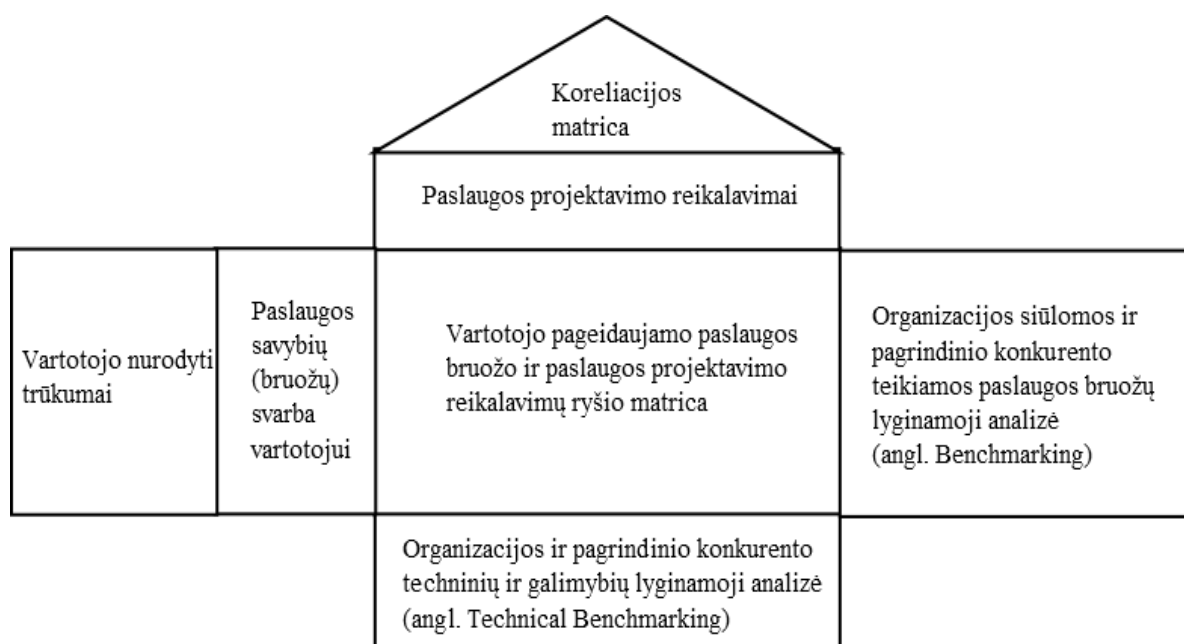 Koreliacijos
matrica
Paslaugos projektavimo reikalavimai
Vartotojo nurodyti
trūkumai
Paslaugos
savybių
(bruožų)
svarba
vartotojui
Vartotojo pageidaujamo paslaugos
bruožo ir paslaugos projektavimo
reikalavimų ryšio matrica
Organizacijos siūlomos ir
pagrindinio konkurento
teikiamos paslaugos bruožų
lyginamoji analizė
(angl. Benchmarking)
Organizacijos ir pagrindinio konkurento
techninių ir galimybių lyginamoji analizė
(angl. Technical Benchmarking)